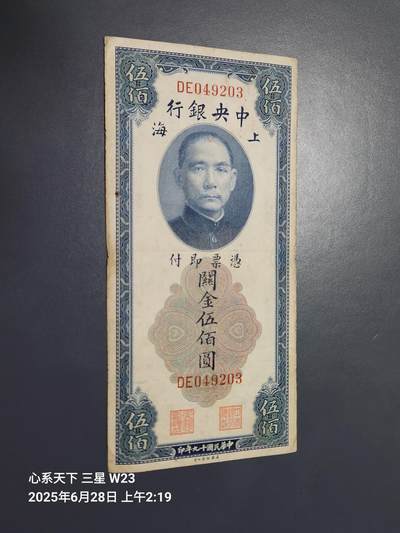 伍佰 伍佰
DE049203
行銀央中
海 上
付即票憑
關金伍佰圓
DE049203
伍佰 伍佰
印年九十國民華中
心系天下 三星 W23
2025年6月28日 上午2:19